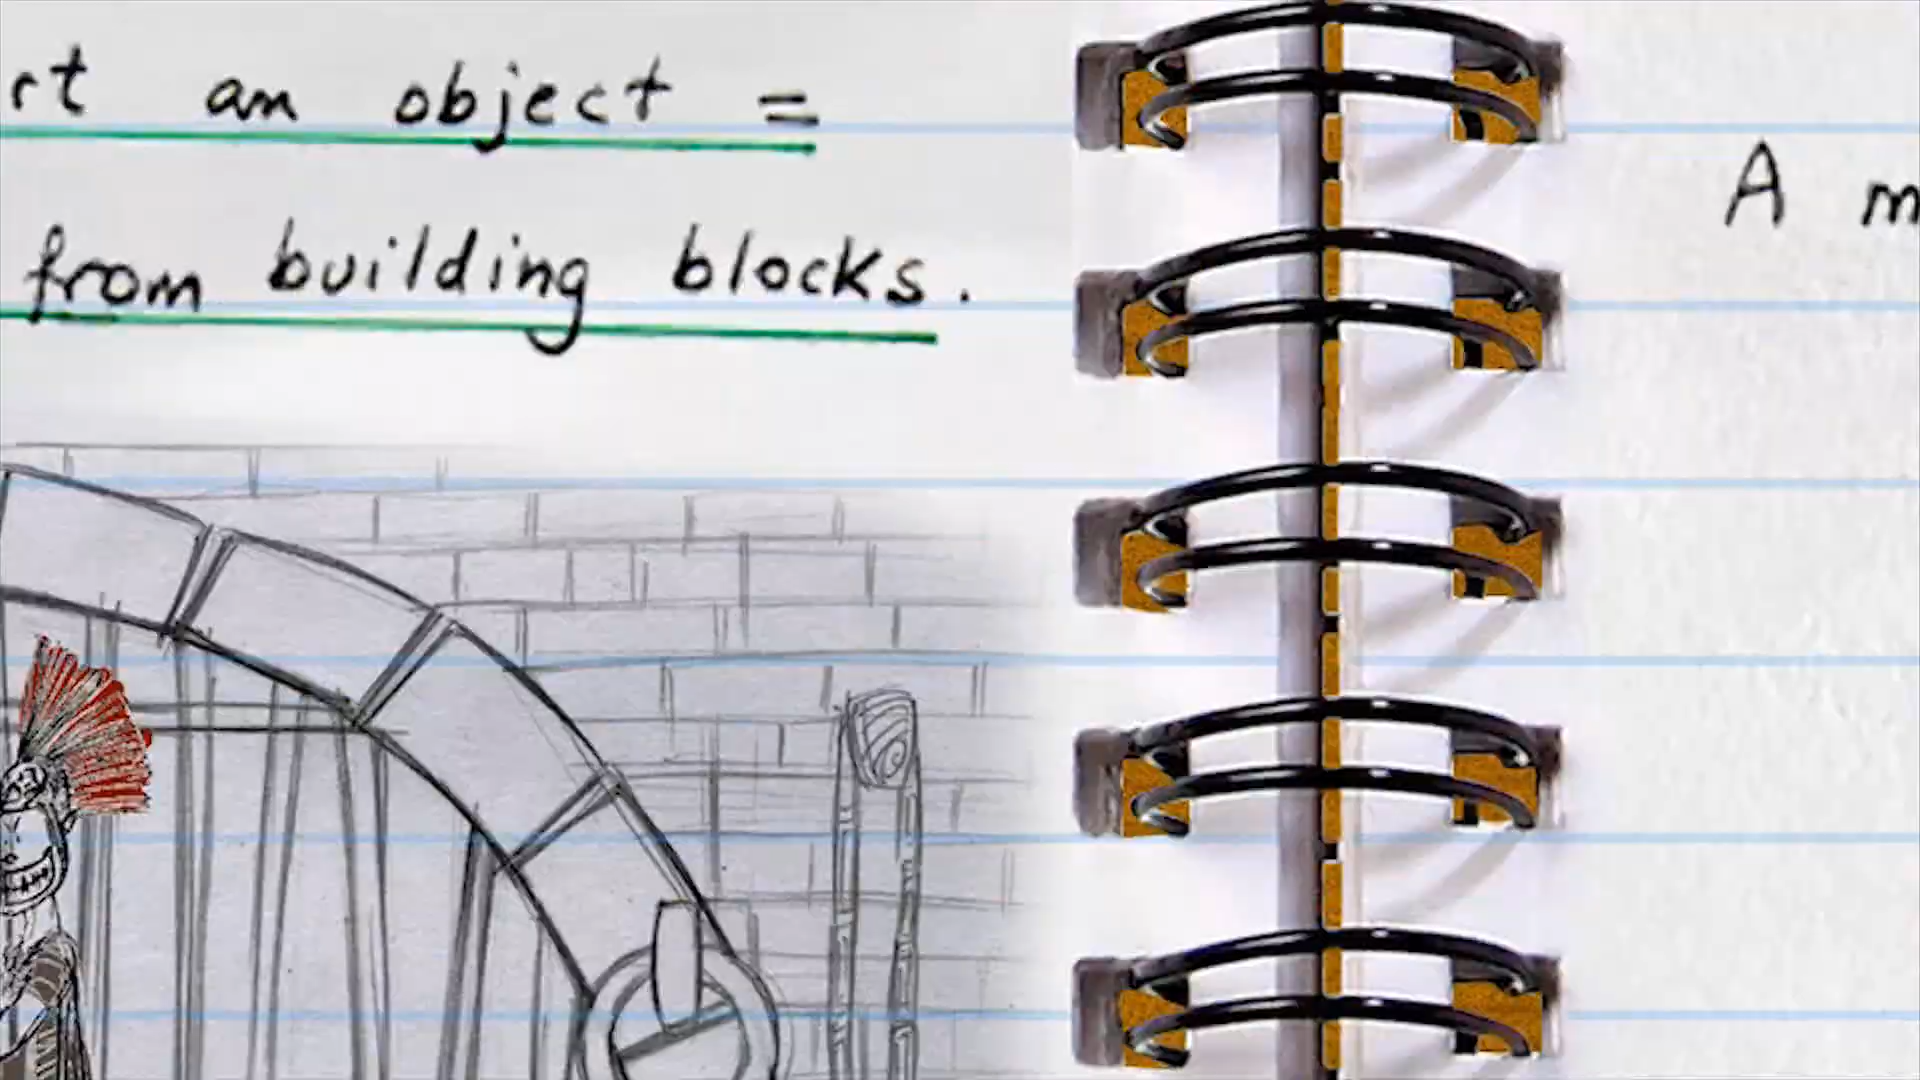 rt an object =
from building blocks.
A m